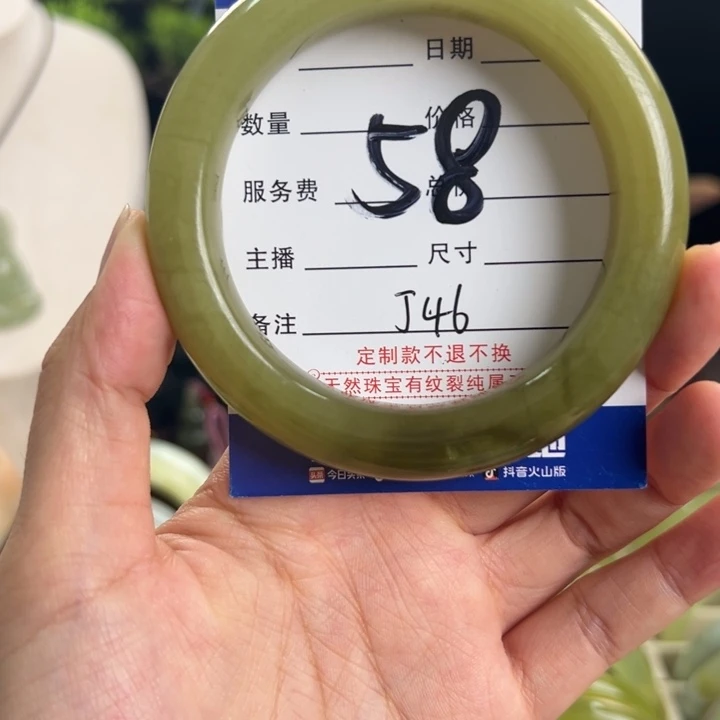 日期
数量 价格
58
服务费
主播 尺寸
备注 J46
定制款不退不换
天然珠宝有纹裂纯属
今日头条 抖音火山版